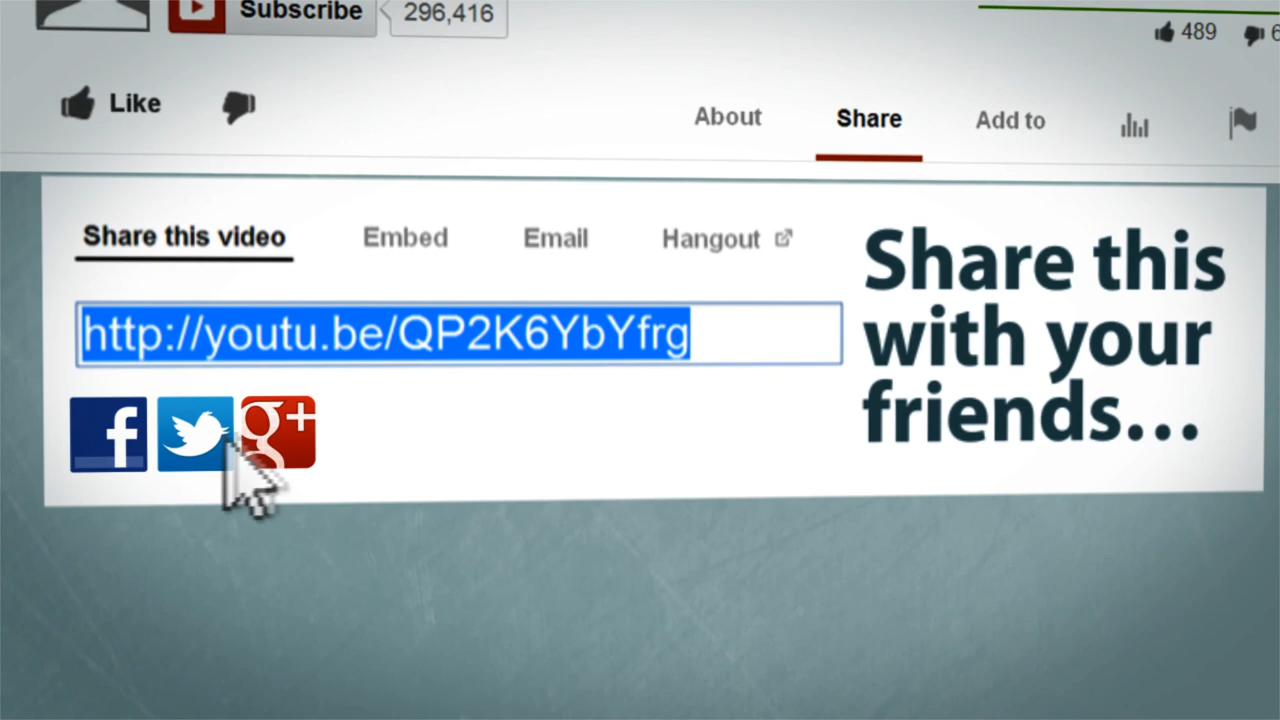 Subscribe 296,416
489 6
Like
About Share Add to
Share this video Embed Email Hangout
http://youtu.be/QP2K6YbYfrg
f g+
Share this
with your
friends...